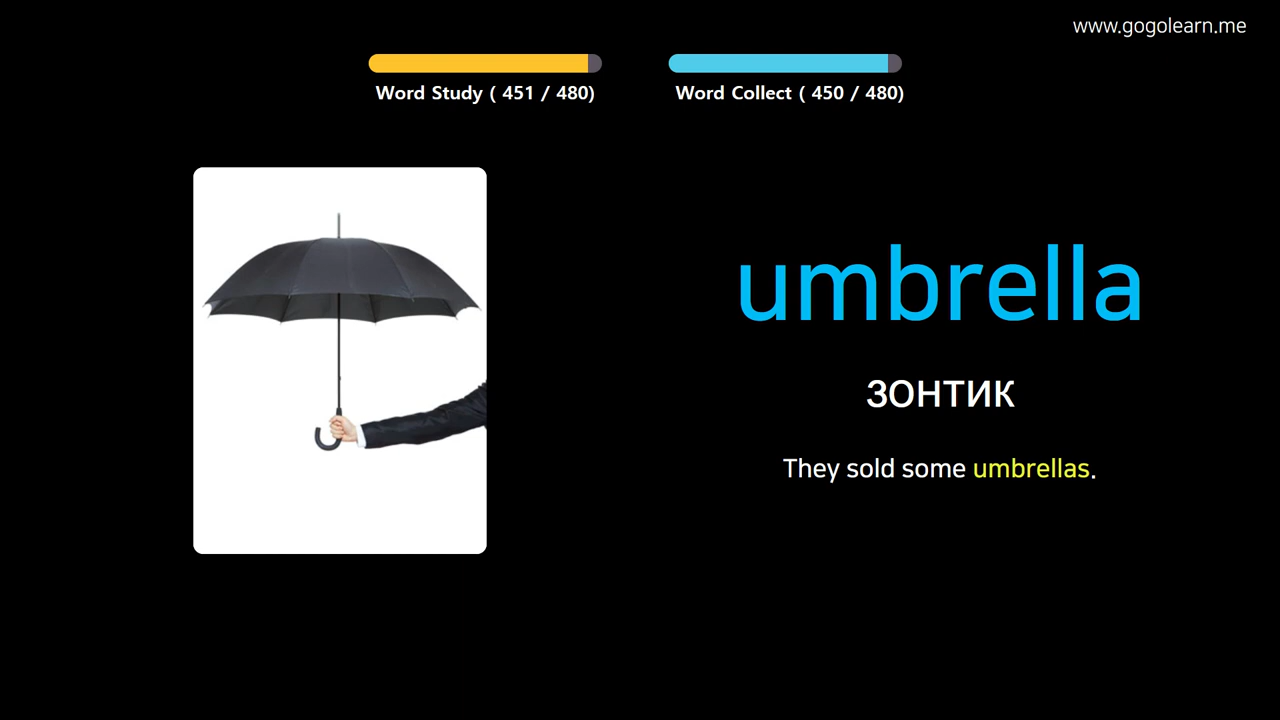 www.gogolearn.me
Word Study ( 451 / 480)
Word Collect ( 450 / 480)
umbrella
зонтик
They sold some umbrellas.